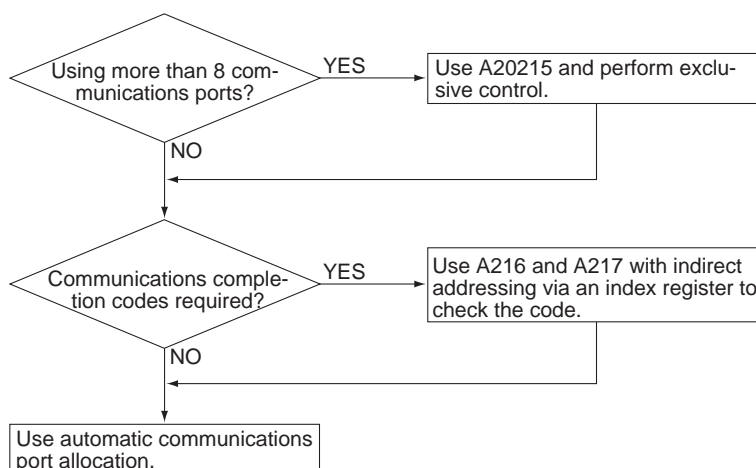 Using more than 8 com-
munications ports?
YES
Use A20215 and perform exclu-
sive control.
NO
Communications comple-
tion codes required?
YES
Use A216 and A217 with indirect
addressing via an index register to
check the code.
NO
Use automatic communications
port allocation.